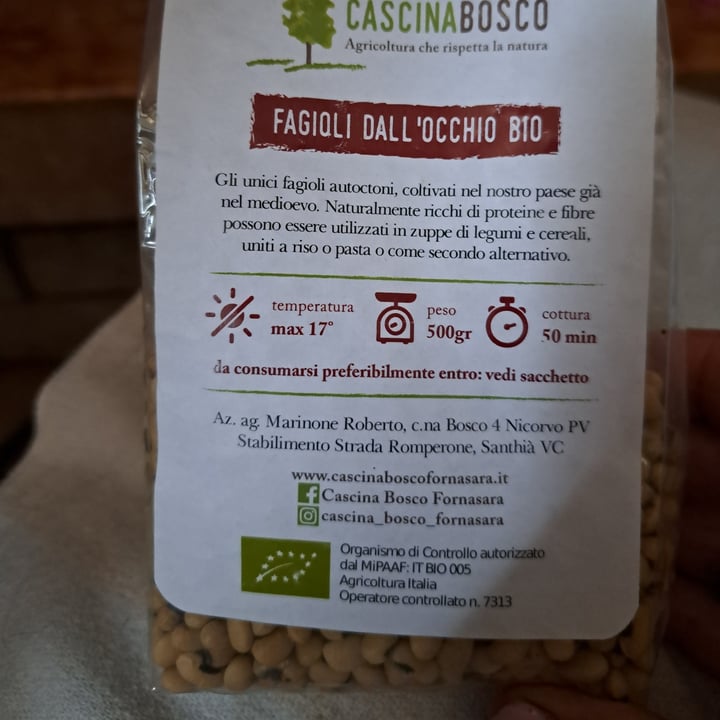 CASCINABOSCO
Agricoltura che rispetta la natura
FAGIOLI DALL'OCCHIO BIO
Gli unici fagioli autoctoni, coltivati nel nostro paese già
nel medioevo. Naturalmente ricchi di proteine e fibre
possono essere utilizzati in zuppe di legumi e cereali,
uniti a riso o pasta o come secondo alternativo.
temperatura
max 17°
peso
500gr
cottura
50 min
da consumarsi preferibilmente entro: vedi sacchetto
Az. ag. Marinone Roberto, c.na Bosco 4 Nicorvo PV
Stabilimento Strada Romperone, Santhià VC
www.cascinaboscofornasara.it
Cascina Bosco Fornasara
cascina_bosco_fornasara
Organismo di Controllo autorizzato
dal MiPAAF: IT BIO 005
Agricoltura Italia
Operatore controllato n. 7313